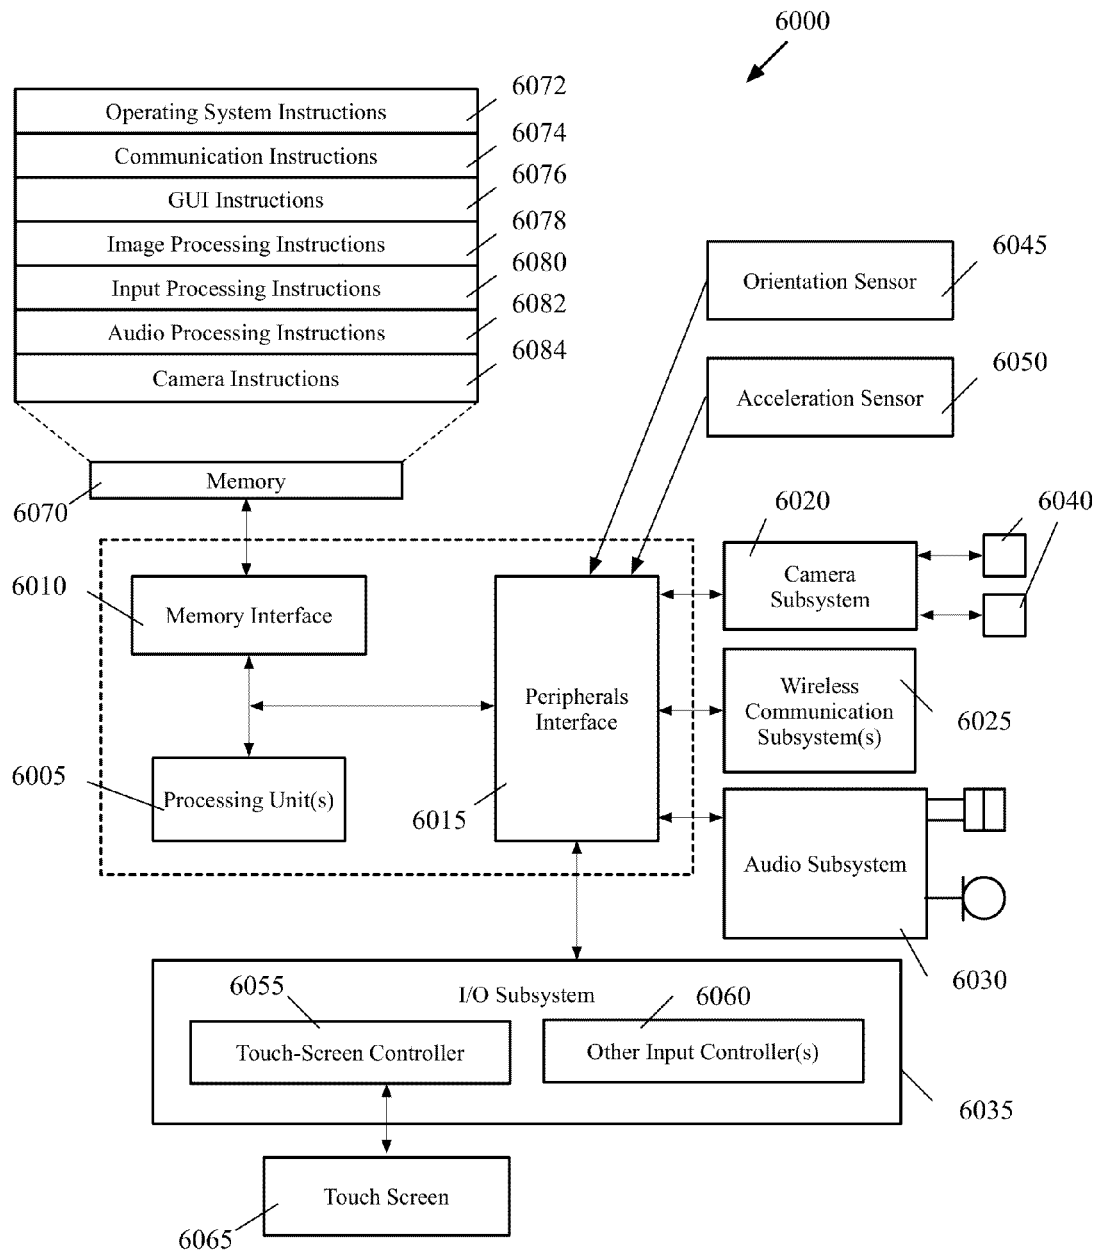 6000
6072
Operating System Instructions
6074
Communication Instructions
6076
GUI Instructions
6078
Image Processing Instructions
6080
Input Processing Instructions
6082
Audio Processing Instructions
6084
Camera Instructions
Memory
6070
6045
Orientation Sensor
6050
Acceleration Sensor
6020
6040
Camera
Subsystem
6010
Memory Interface
Peripherals
Interface
6015
Wireless
Communication
Subsystem(s)
6025
6005
Processing Unit(s)
Audio Subsystem
6030
I/O Subsystem
6055
Touch-Screen Controller
6060
Other Input Controller(s)
6035
Touch Screen
6065